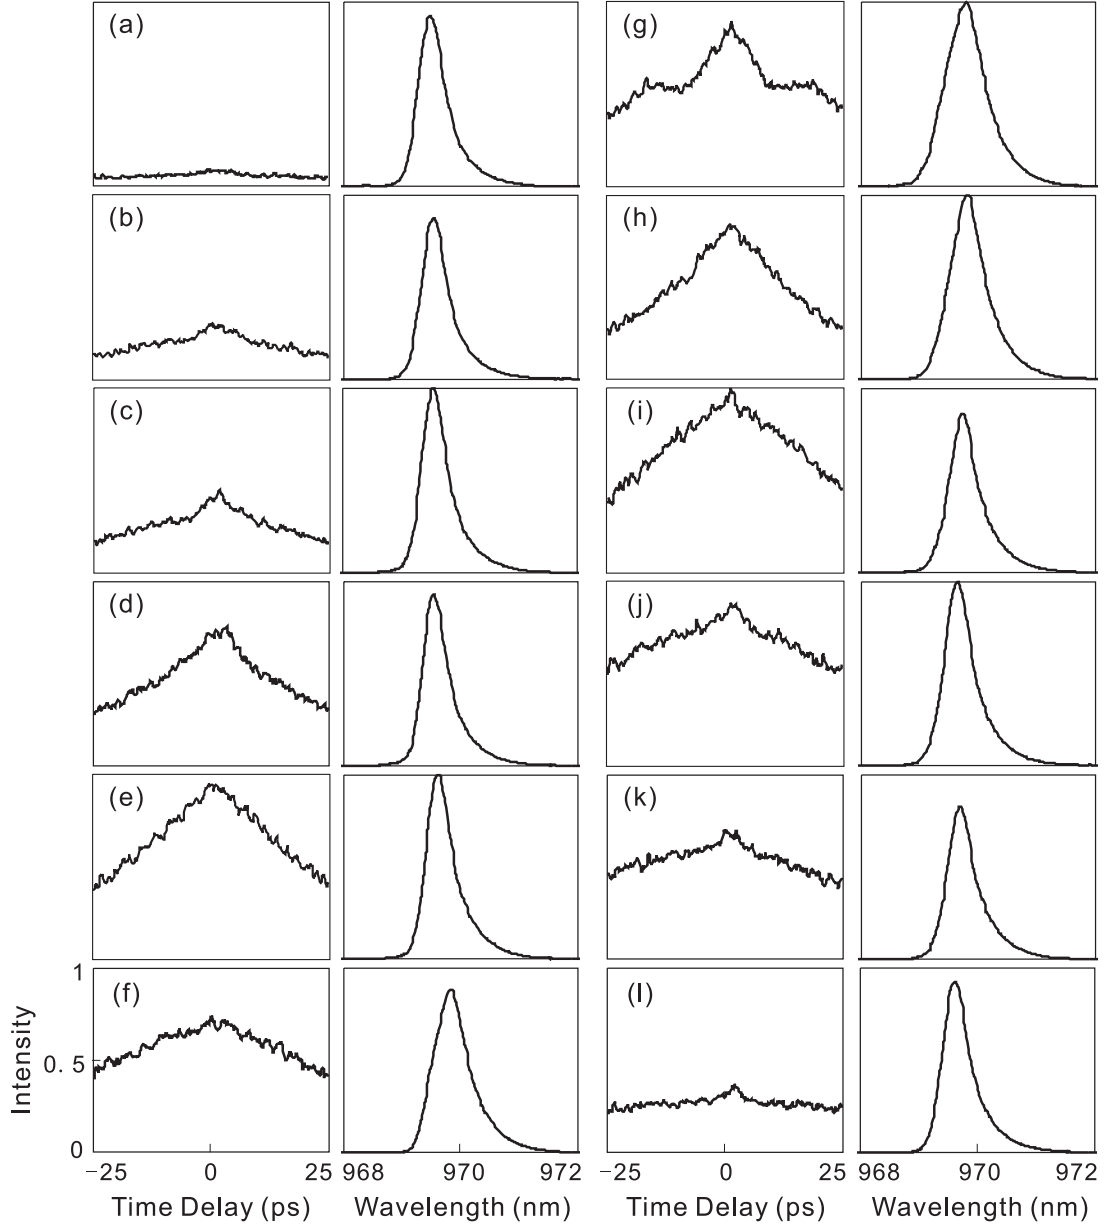 (a)
(g)
(b)
(h)
(c)
(i)
(d)
(j)
(e)
(k)
1
(f)
(l)
0.5
Intensity
0
−25 0 25 968 970 972 −25 0 25 968 970 972
Time Delay (ps) Wavelength (nm) Time Delay (ps) Wavelength (nm)